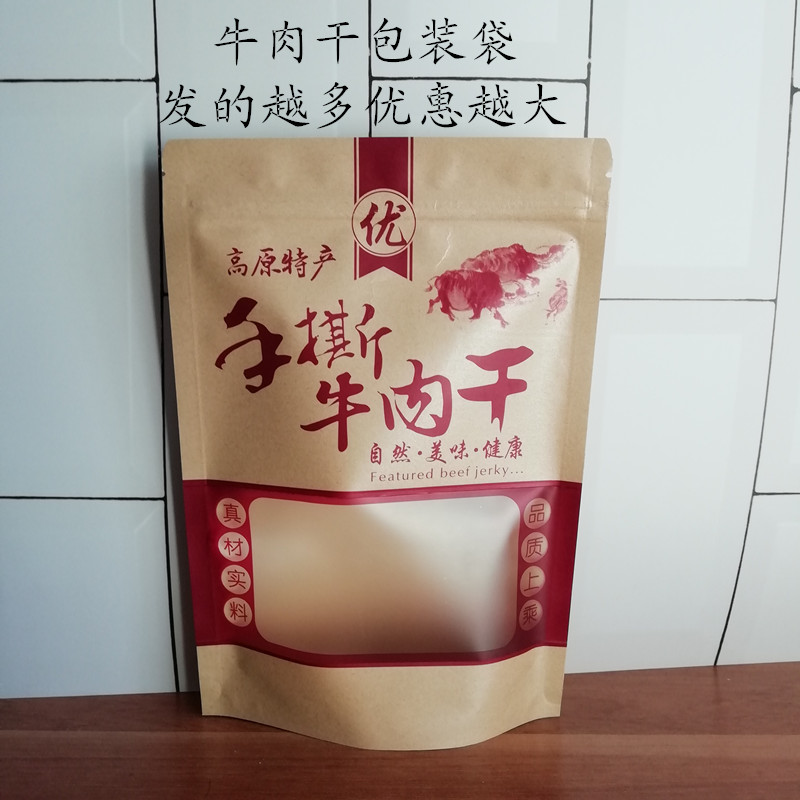 牛肉干包装袋
发的越多优惠越大
优
高原特产
手撕
牛肉干
自然·美味·健康
Featured beef jerky...
真材实料
品质上乘